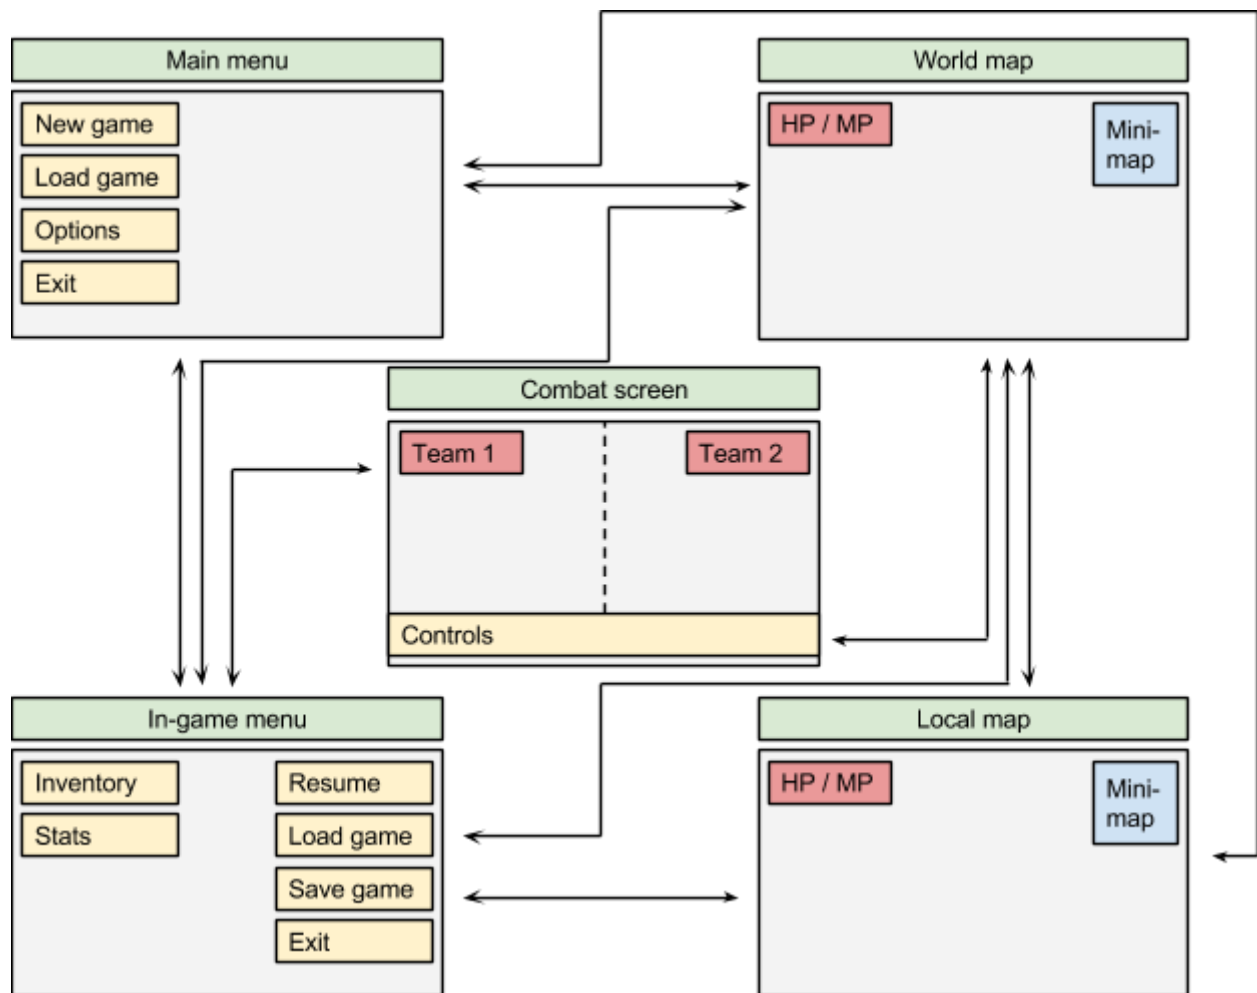 Main menu
New game
Load game
Options
Exit
World map
HP / MP
Mini-
map
Combat screen
Team 1
Team 2
Controls
In-game menu
Inventory
Stats
Resume
Load game
Save game
Exit
Local map
HP / MP
Mini-
map